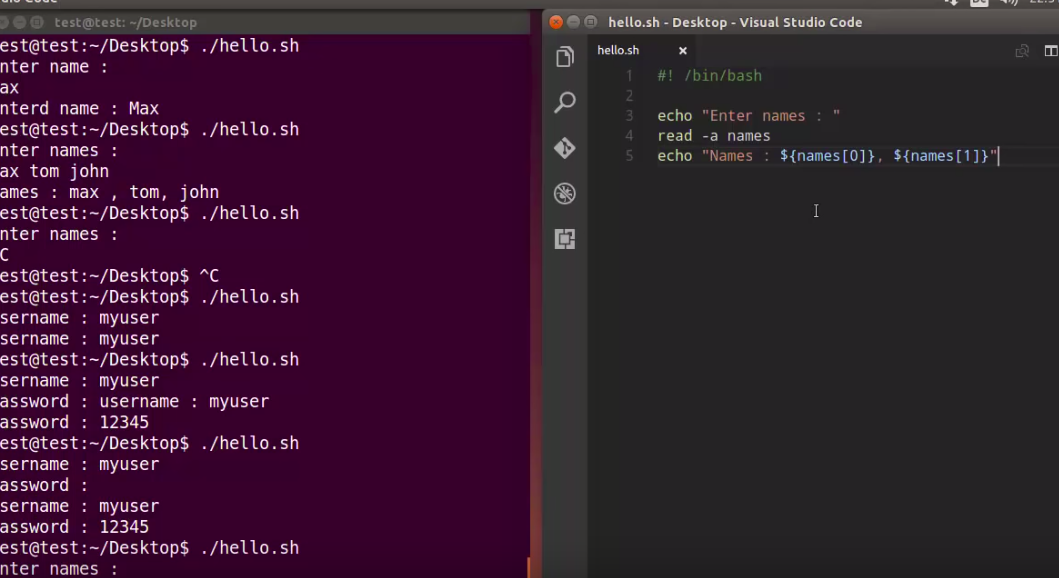 test@test: ~/Desktop
est@test:~/Desktop$ ./hello.sh
nter name :
ax
nterd name : Max
est@test:~/Desktop$ ./hello.sh
nter names :
ax tom john
ames : max , tom, john
est@test:~/Desktop$ ./hello.sh
nter names :
C
est@test:~/Desktop$ ^C
est@test:~/Desktop$ ./hello.sh
sername : myuser
sername : myuser
est@test:~/Desktop$ ./hello.sh
sername : myuser
assword : username : myuser
assword : 12345
est@test:~/Desktop$ ./hello.sh
sername : myuser
assword :
sername : myuser
assword : 12345
est@test:~/Desktop$ ./hello.sh
nter names :
hello.sh - Desktop - Visual Studio Code
hello.sh
1 #! /bin/bash
2
3 echo "Enter names : "
4 read -a names
5 echo "Names : ${names[0]}, ${names[1]}"